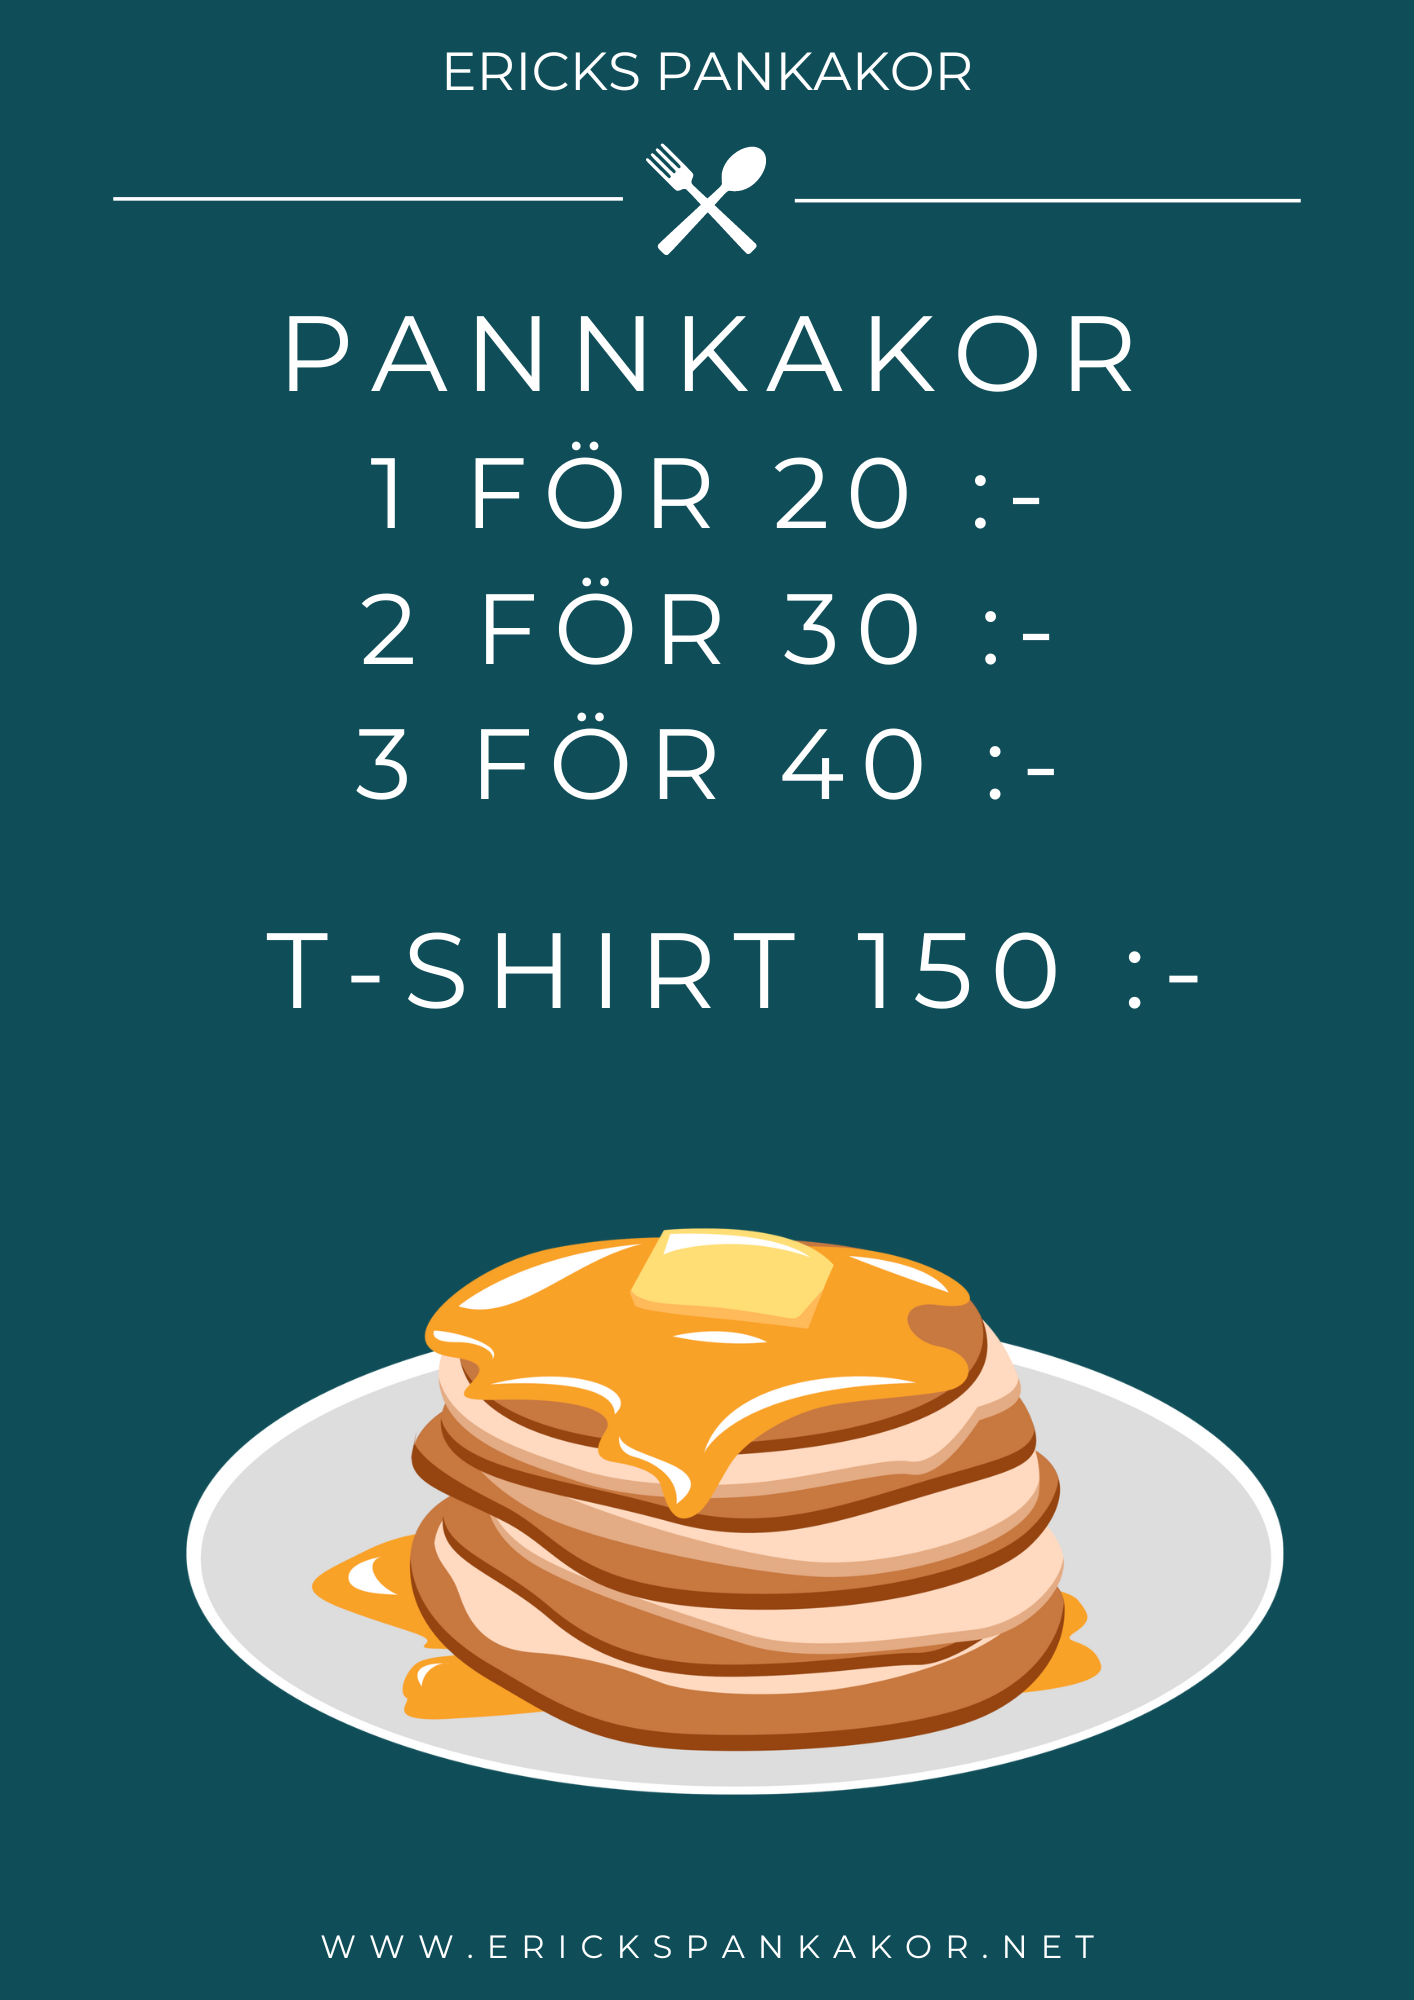 ERICKS PANKAKOR
PANNKAKOR
1 FÖR 20 :-
2 FÖR 30 :-
3 FÖR 40 :-
T-SHIRT 150 :-
WWW.ERICKSPANKAKOR.NET